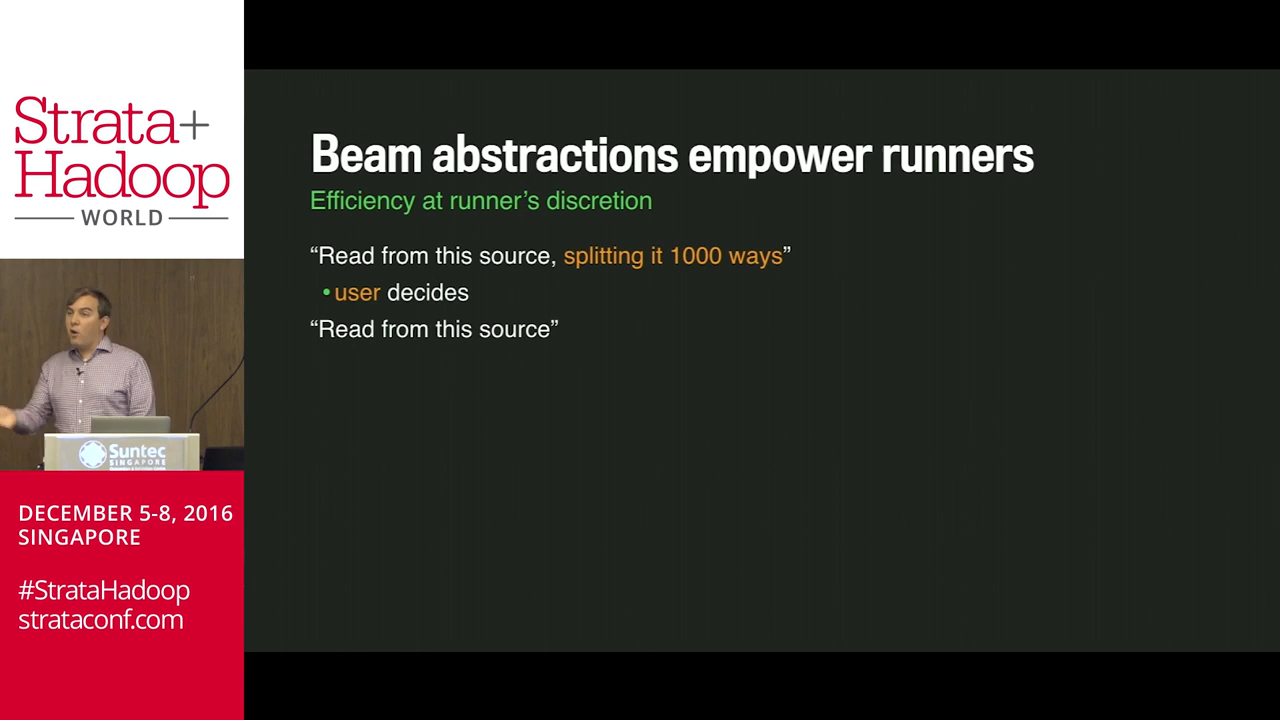 Strata+
Hadoop
WORLD
Suntec
SINGAPORE
DECEMBER 5-8, 2016
SINGAPORE
#StrataHadoop
strataconf.com
Beam abstractions empower runners
Efficiency at runner’s discretion
“Read from this source, splitting it 1000 ways”
• user decides
“Read from this source”